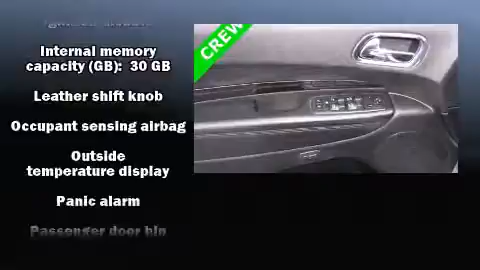 Internal memory
capacity (GB):  30 GB
Leather shift knob
Occupant sensing airbag
Outside
temperature display
Panic alarm
Passenger door bin
CREW